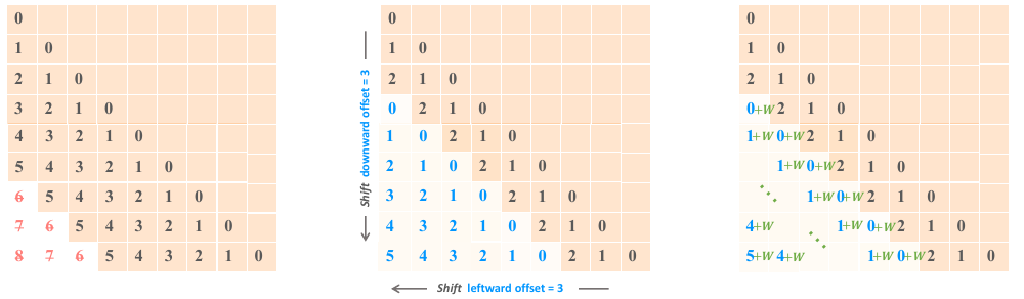 0
1 0
2 1 0
3 2 1 0
4 3 2 1 0
5 4 3 2 1 0
6 5 4 3 2 1 0
7 6 5 4 3 2 1 0
8 7 6 5 4 3 2 1 0
Shift downward offset = 3
0
1 0
2 1 0
0 2 1 0
1 0 2 1 0
2 1 0 2 1 0
3 2 1 0 2 1 0
4 3 2 1 0 2 1 0
5 4 3 2 1 0 2 1 0
Shift leftward offset = 3
0
1 0
2 1 0
0+W 2 1 0
1+W 0+W 2 1 0
1+W 0+W 2 1 0
⋱ 1+W 0+W 2 1 0
4+W ⋱ 1+W 0+W 2 1 0
5+W 4+W 1+W 0+W 2 1 0